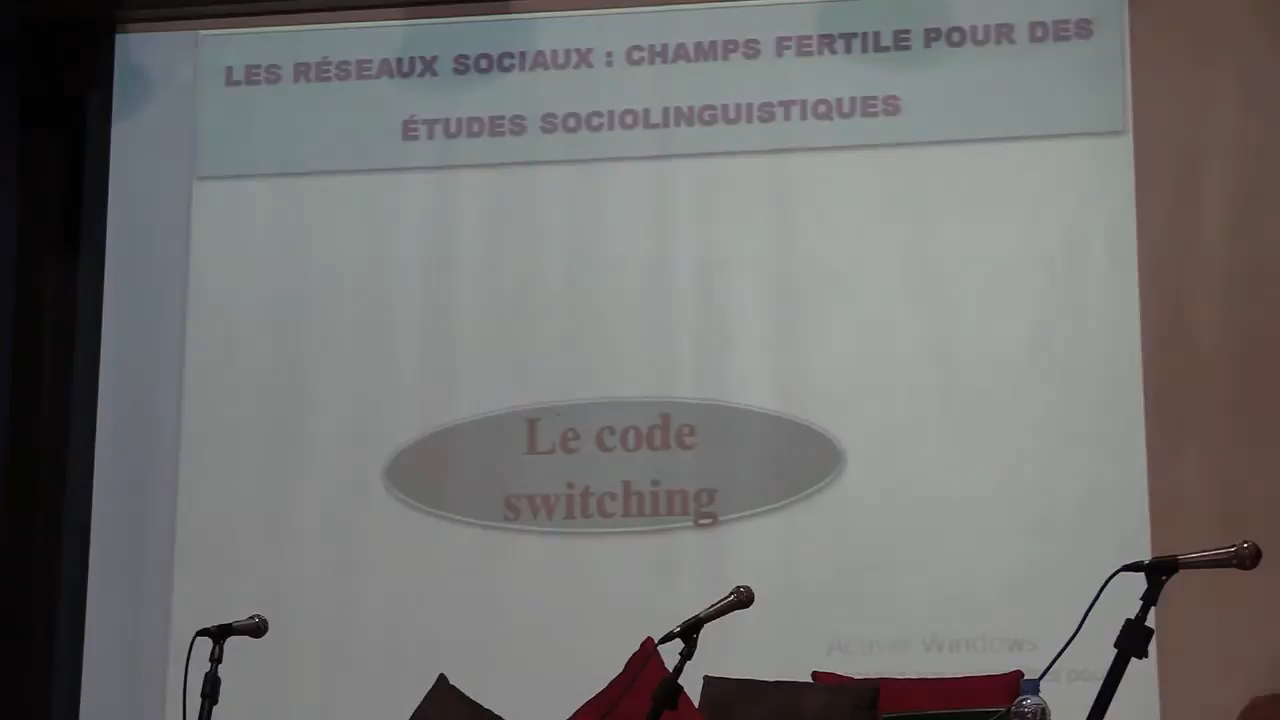 LES RÉSEAUX SOCIAUX : CHAMPS FERTILE POUR DES
ÉTUDES SOCIOLINGUISTIQUES
Le code
switching
Activer Windows